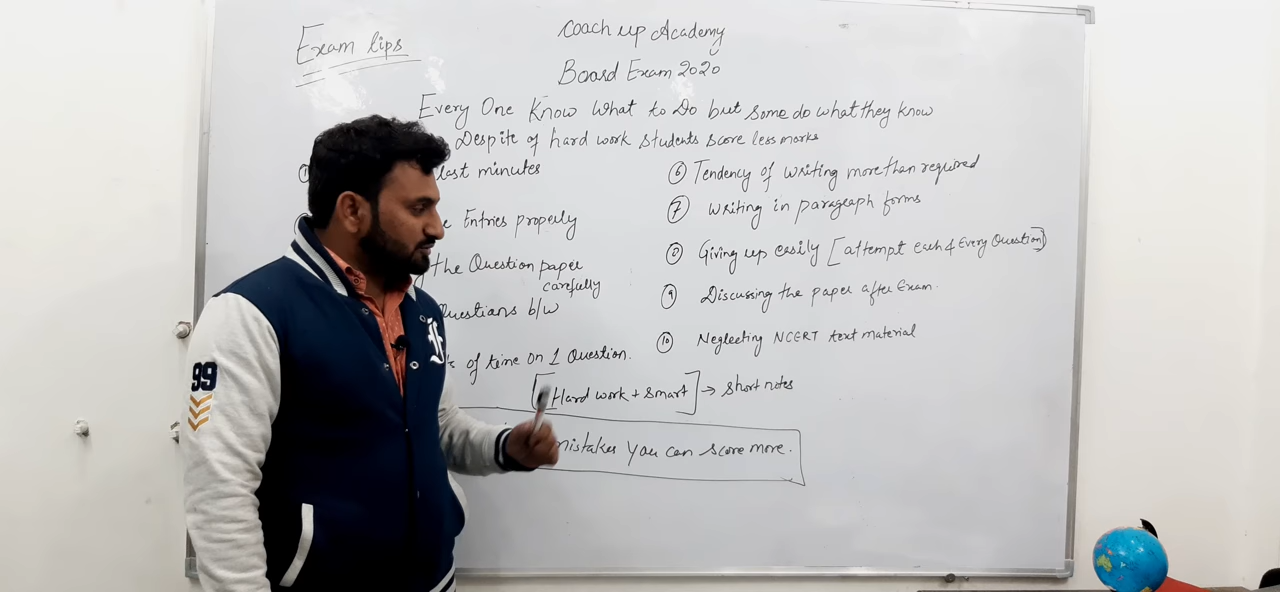 Exam Tips
Coach up Academy
Board Exam 2020
Every One Know What to Do but some do what they know
Despite of hard work students score less marks
last minutes
Entries properly
the Question paper
carefully
Questions b/w
of time on 1 Question.
⑥ Tendency of writing more than required
⑦ Writing in paragraph forms
⑧ Giving up easily [attempt each & Every Question]
⑨ Discussing the paper after Exam.
⑩ Neglecting NCERT text material
[Hard work + smart] → short notes
mistakes you can score more.
99